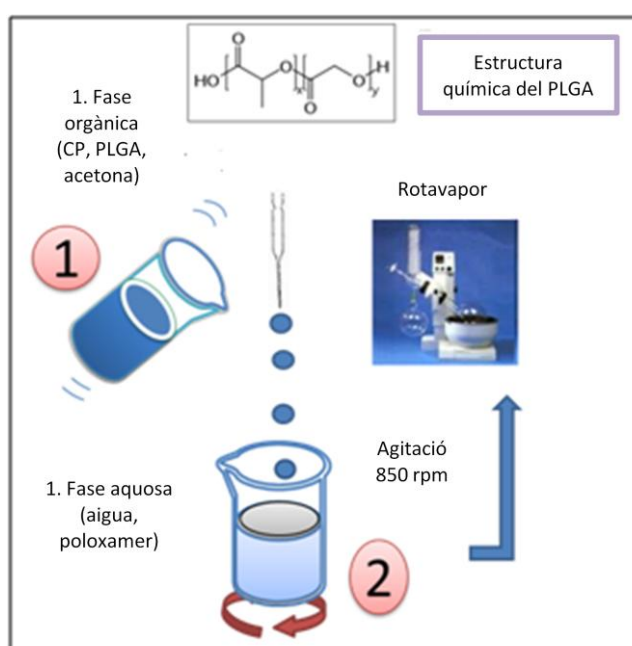 O
HO
O
x
O
O
H
y
Estructura
química del PLGA
1. Fase
orgànica
(CP, PLGA,
acetona)
Rotavapor
1
Agitació
850 rpm
1. Fase aquosa
(aigua,
poloxamer)
2